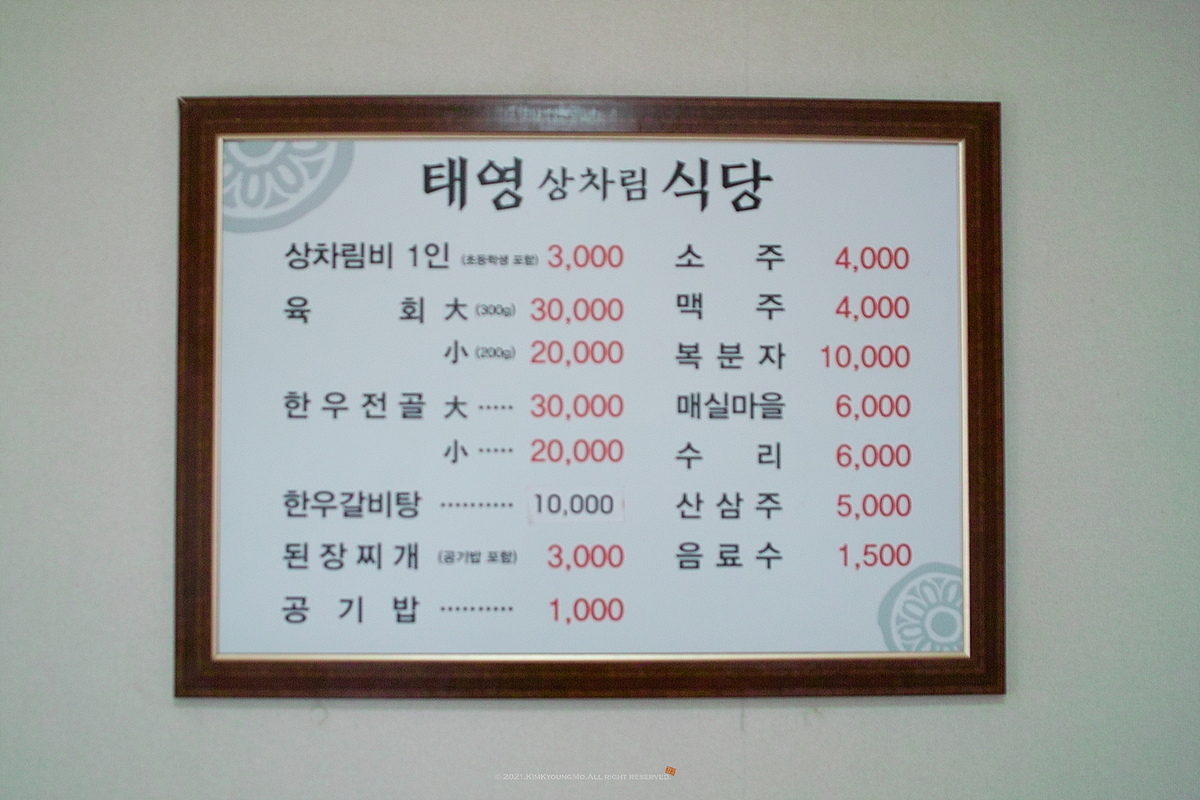 태영 상차림 식당
상차림비 1인 (초등학생 포함) 3,000
육 회 大 (300g) 30,000
小 (200g) 20,000
한 우 전 골 大 ····· 30,000
小 ····· 20,000
한우갈비탕 ·········· 10,000
된 장 찌 개 (공기밥 포함) 3,000
공 기 밥 ·········· 1,000
소 주 4,000
맥 주 4,000
복 분 자 10,000
매실마을 6,000
수 리 6,000
산 삼 주 5,000
음 료 수 1,500
© 2021.KimKyoungMo.All right reserved.